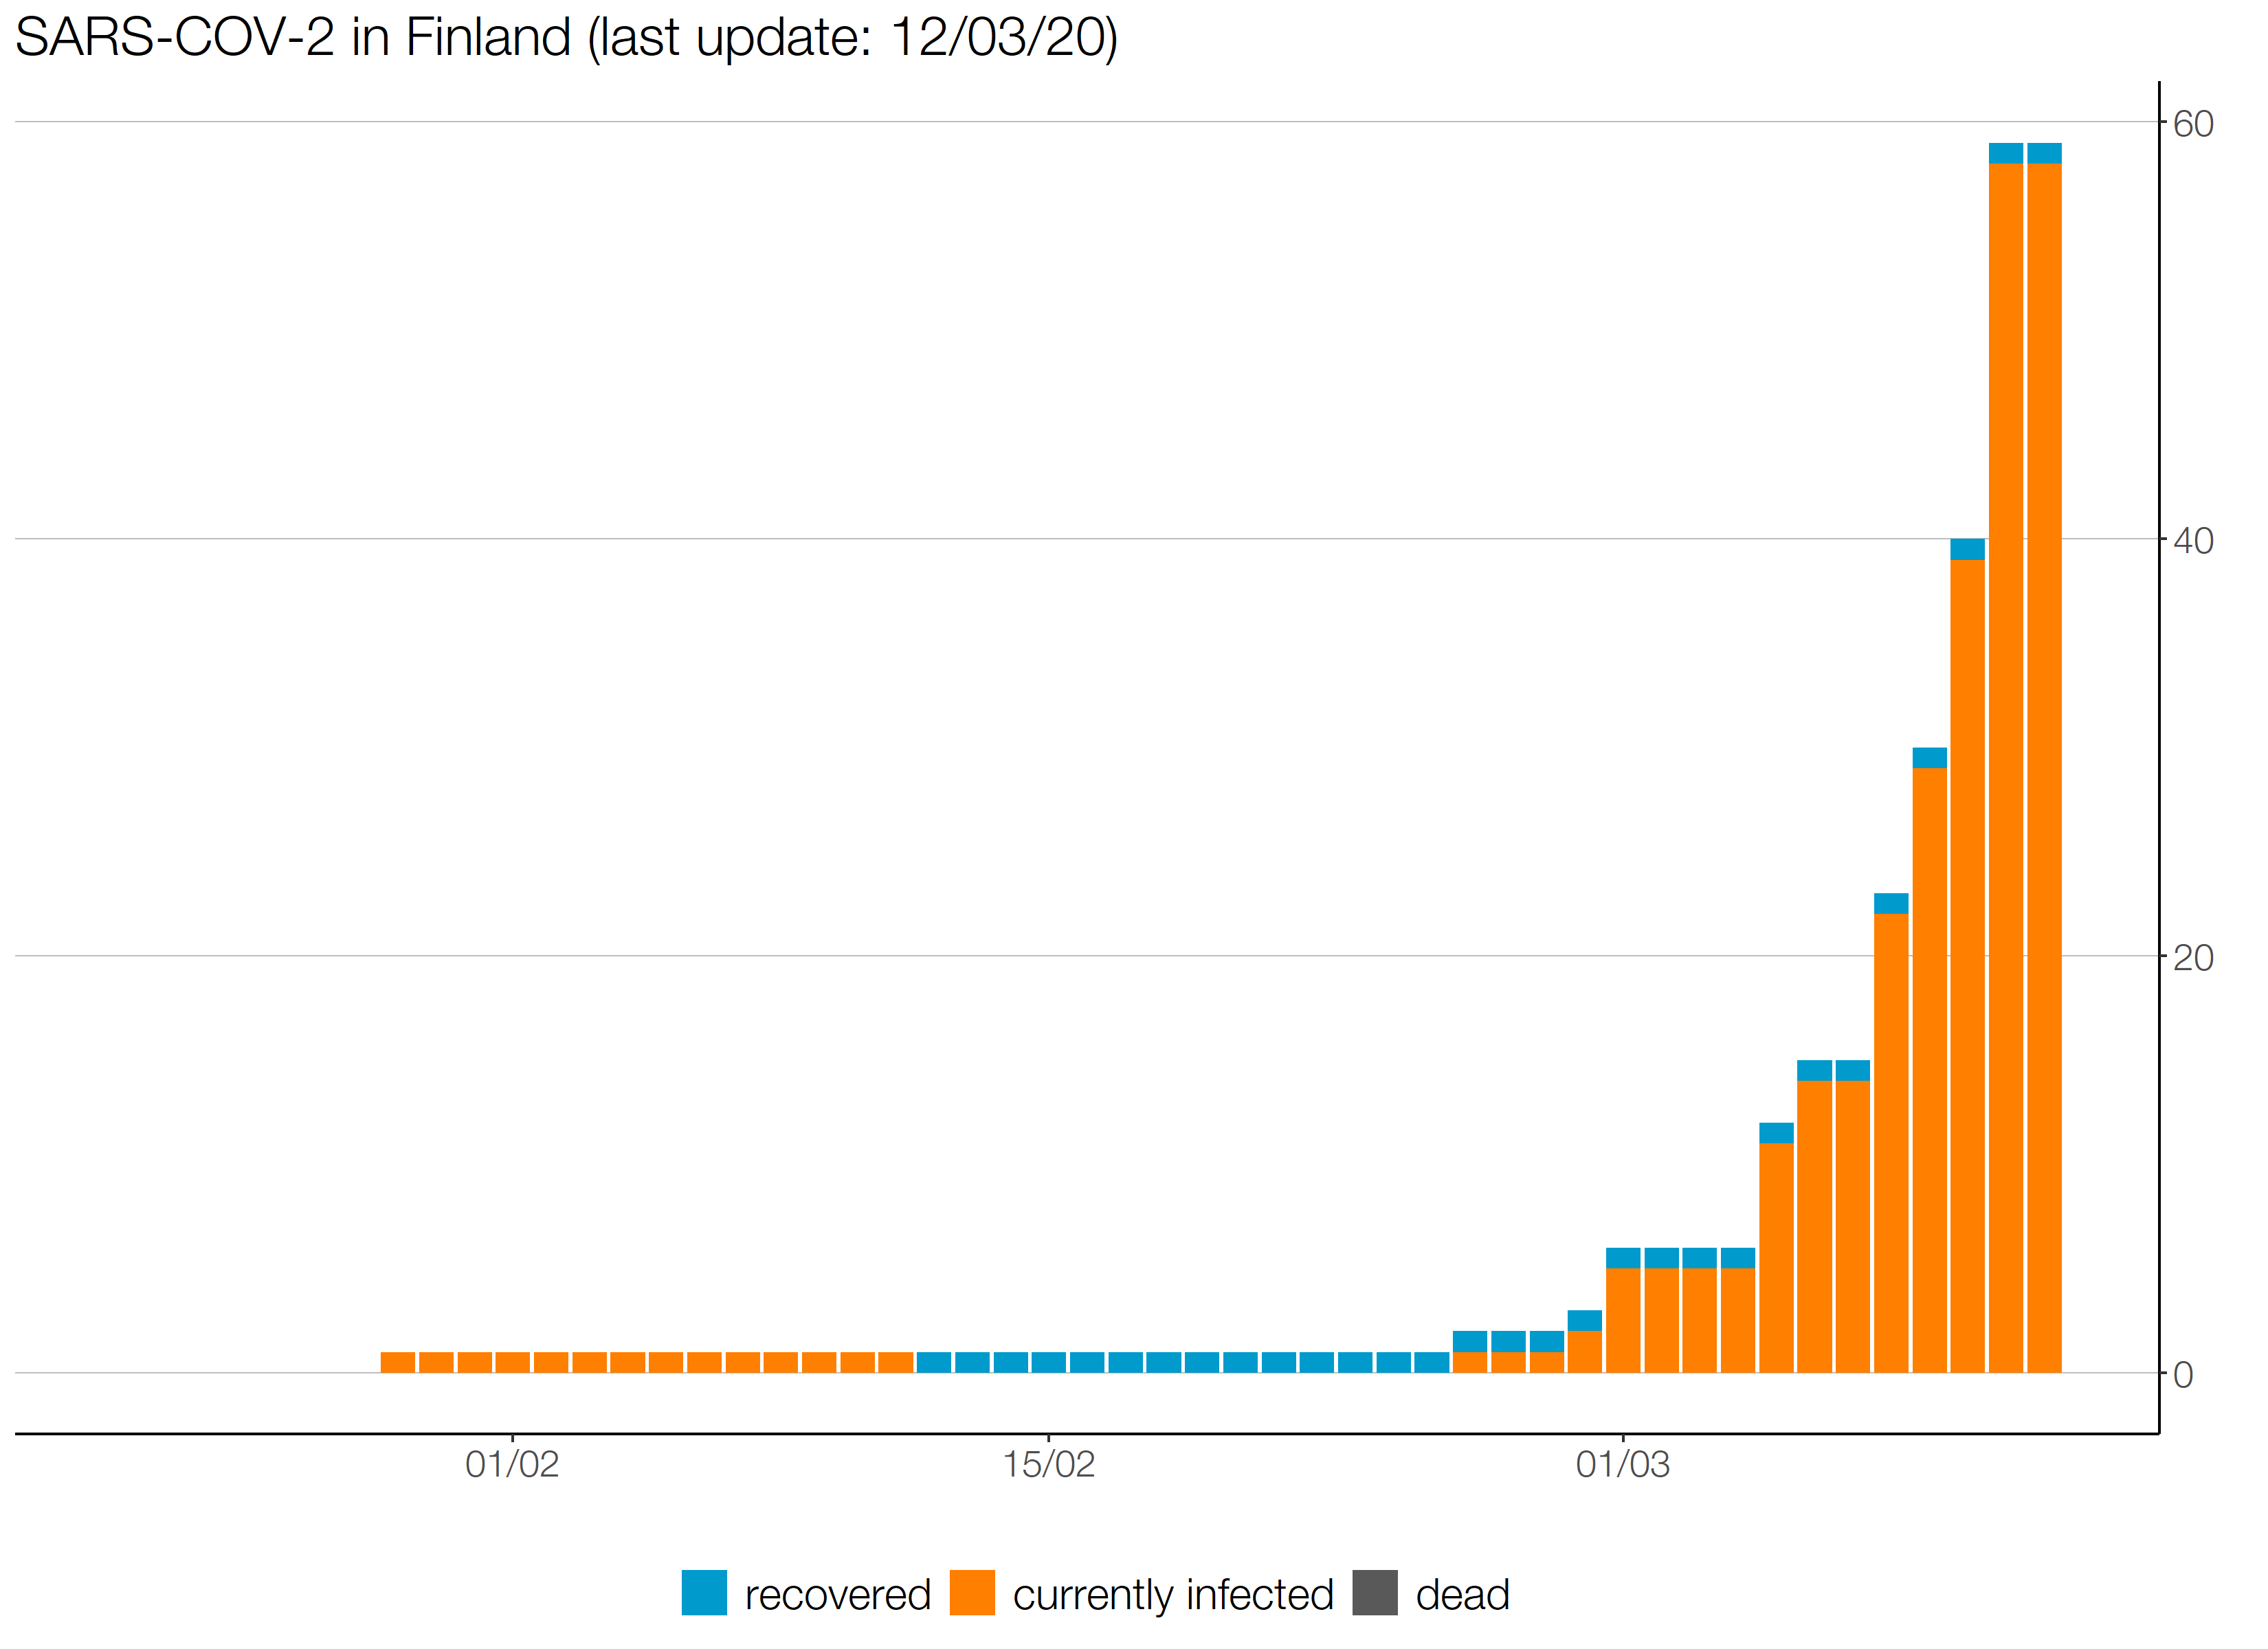 SARS-COV-2 in Finland (last update: 12/03/20)
60
40
20
0
01/02 15/02 01/03
recovered currently infected dead